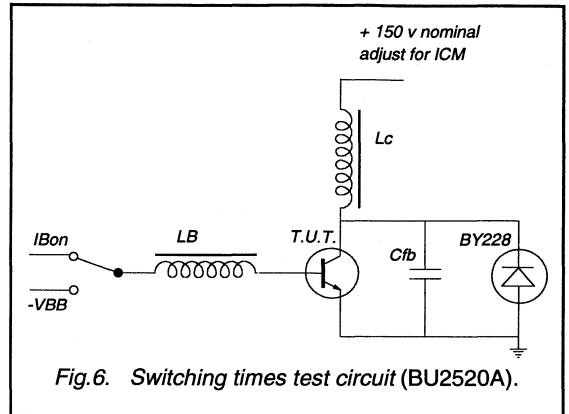 + 150 v nominal
adjust for ICM
Lc
IBon
LB
T.U.T.
Cfb
BY228
-VBB
Fig.6. Switching times test circuit (BU2520A).